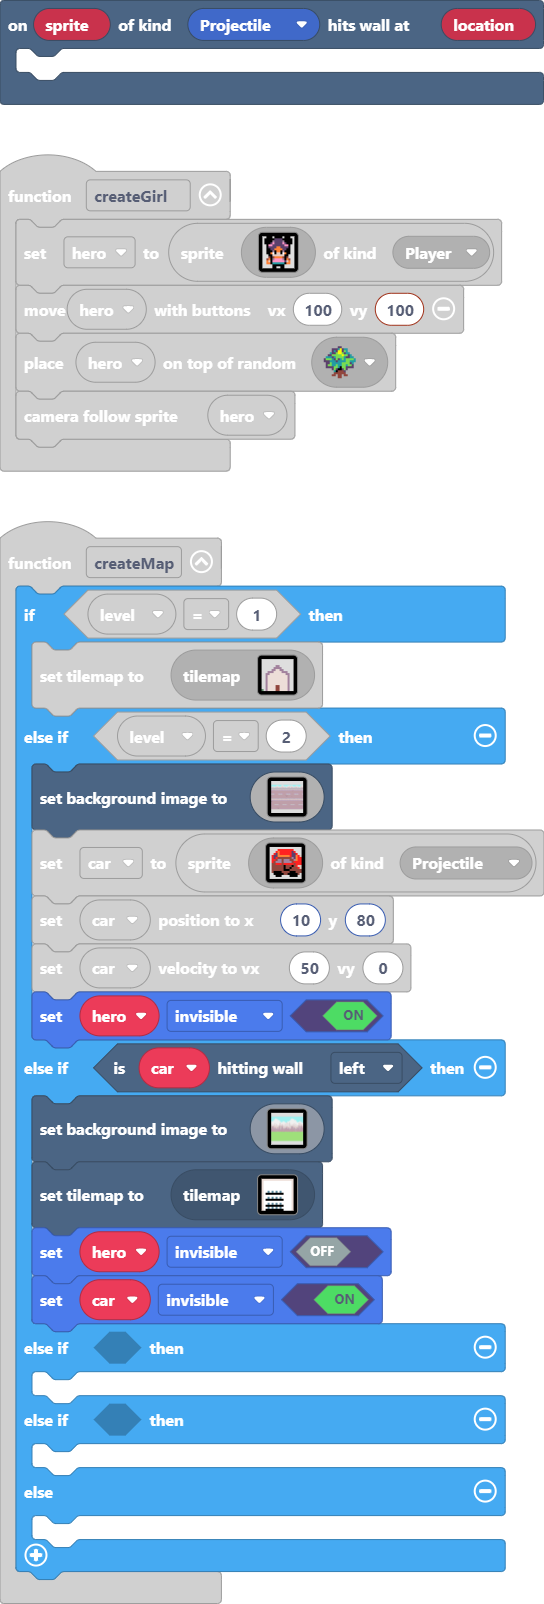 on sprite of kind Projectile hits wall at location
function createGirl
set hero to sprite of kind Player
move hero with buttons vx 100 vy 100
place hero on top of random
camera follow sprite hero
function createMap
if level = 1 then
set tilemap to tilemap
else if level = 2 then
set background image to
set car to sprite of kind Projectile
set car position to x 10 y 80
set car velocity to vx 50 vy 0
set hero invisible ON
else if is car hitting wall left then
set background image to
set tilemap to tilemap
set hero invisible OFF
set car invisible ON
else if then
else if then
else